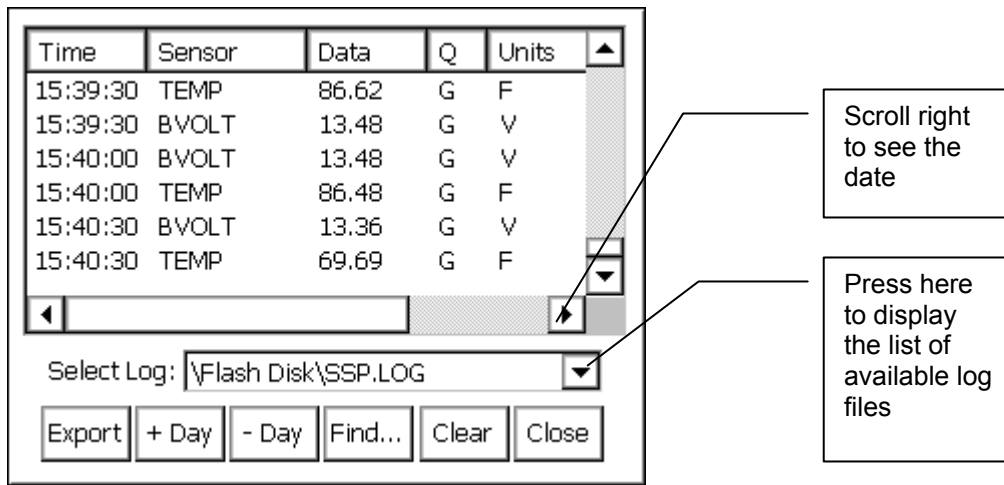 Time Sensor Data Q Units
15:39:30 TEMP 86.62 G F
15:39:30 BVOLT 13.48 G V
15:40:00 BVOLT 13.48 G V
15:40:00 TEMP 86.48 G F
15:40:30 BVOLT 13.36 G V
15:40:30 TEMP 69.69 G F
Select Log: \Flash Disk\SSP.LOG
Export + Day - Day Find... Clear Close
Scroll right
to see the
date
Press here
to display
the list of
available log
files